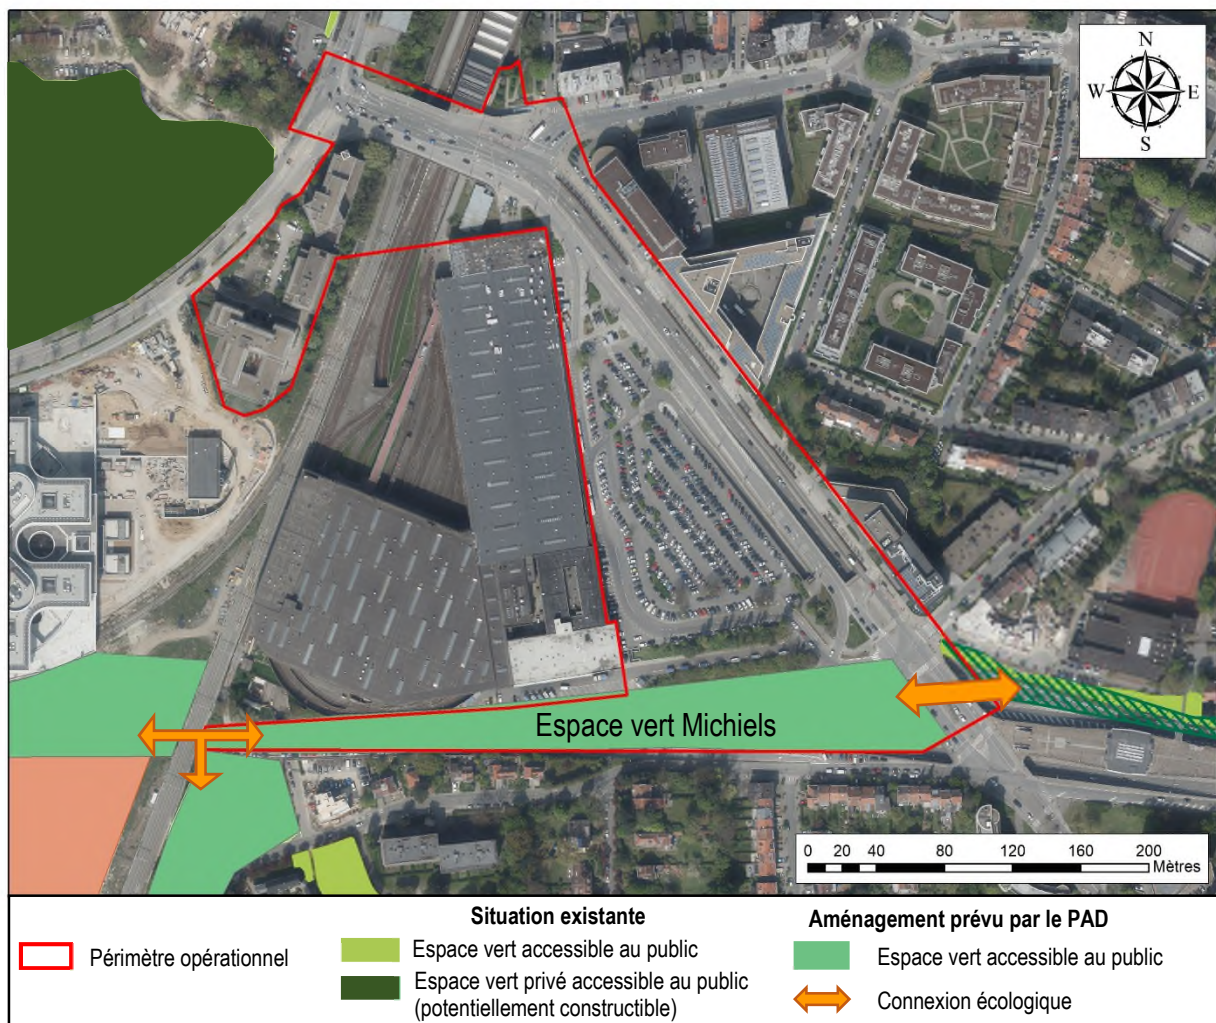 N
W E
S
Espace vert Michiels
0 20 40 80 120 160 200
Mètres
Périmètre opérationnel
Situation existante
Espace vert accessible au public
Espace vert privé accessible au public
(potentiellement constructible)
Aménagement prévu par le PAD
Espace vert accessible au public
Connexion écologique